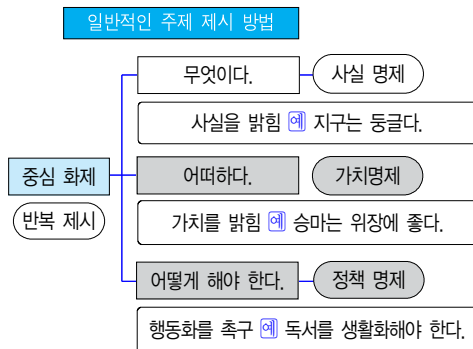 일반적인 주제 제시 방법
무엇이다. 사실 명제
사실을 밝힘 예 지구는 둥글다.
중심 화제 어떠하다. 가치명제
반복 제시 가치를 밝힘 예 승마는 위장에 좋다.
어떻게 해야 한다. 정책 명제
행동화를 촉구 예 독서를 생활화해야 한다.